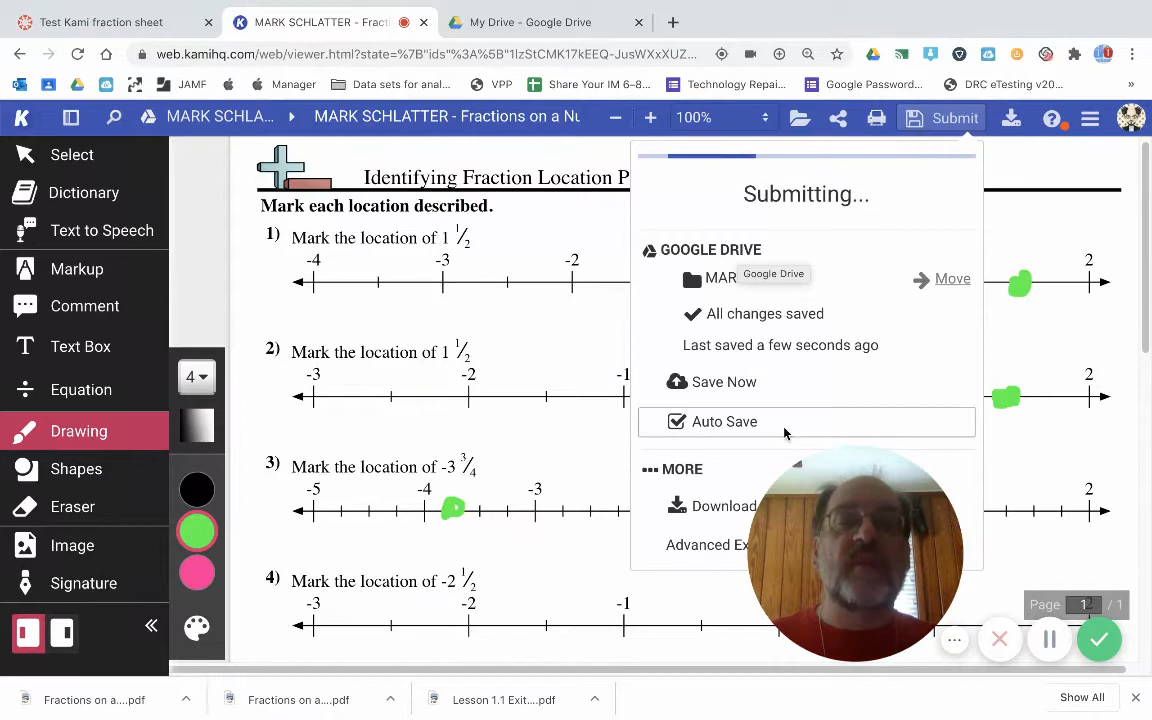 Test Kami fraction sheet
MARK SCHLATTER - Fracti
My Drive - Google Drive
web.kamihq.com/web/viewer.html?state=%7B"ids"%3A%5B"1IzStCMK17kEEQ-JusWXxXUZ...
JAMF
Manager
Data sets for anal...
VPP
Share Your IM 6–8...
Technology Repai...
Google Password...
DRC eTesting v20...
»
K
MARK SCHLA...
MARK SCHLATTER - Fractions on a Nu
100%
Submit
Select
Dictionary
Text to Speech
Markup
Comment
Text Box
Equation
Drawing
Shapes
Eraser
Image
Signature
4
Identifying Fraction Location P
Mark each location described.
1) Mark the location of 1 1/2
-4 -3 -2 2
2) Mark the location of 1 1/2
-3 -2 -1 2
3) Mark the location of -3 3/4
-5 -4 -3 2
4) Mark the location of -2 1/2
-3 -2 -1 2
Submitting...
GOOGLE DRIVE
MAR
Google Drive
Move
All changes saved
Last saved a few seconds ago
Save Now
Auto Save
MORE
Download
Advanced Ex
Page 1 / 1
Fractions on a....pdf
Fractions on a....pdf
Lesson 1.1 Exit....pdf
Show All